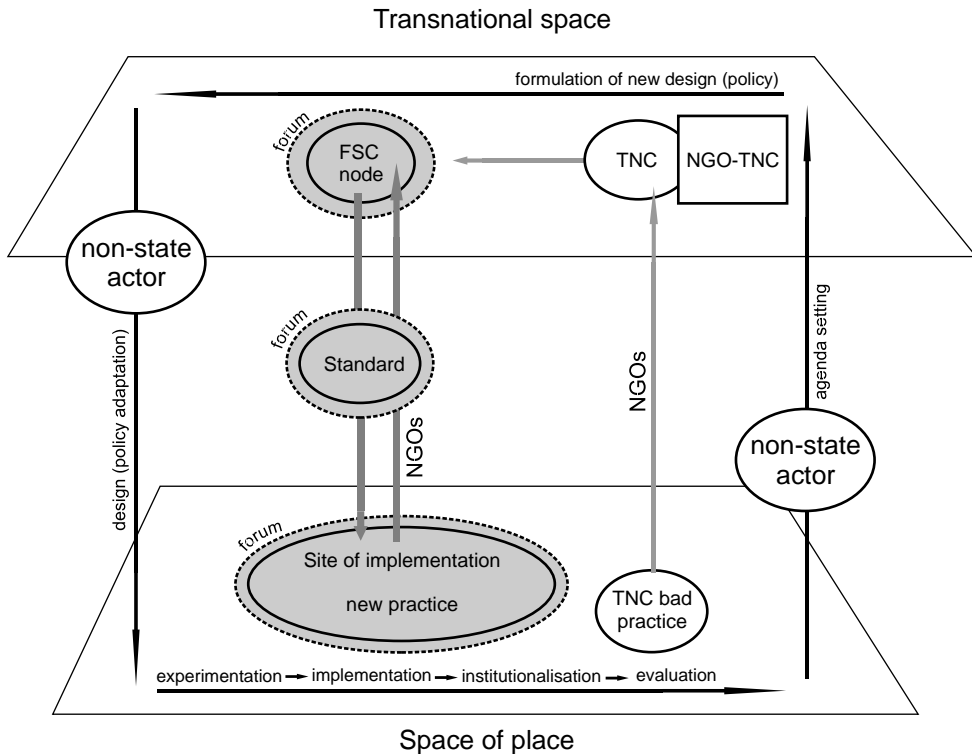 Transnational space
formulation of new design (policy)
forum
FSC
node
TNC
NGO-TNC
non-state
actor
forum
Standard
design (policy adaptation)
NGOs
NGOs
agenda setting
non-state
actor
forum
Site of implementation
new practice
TNC bad
practice
experimentation
implementation
institutionalisation
evaluation
Space of place